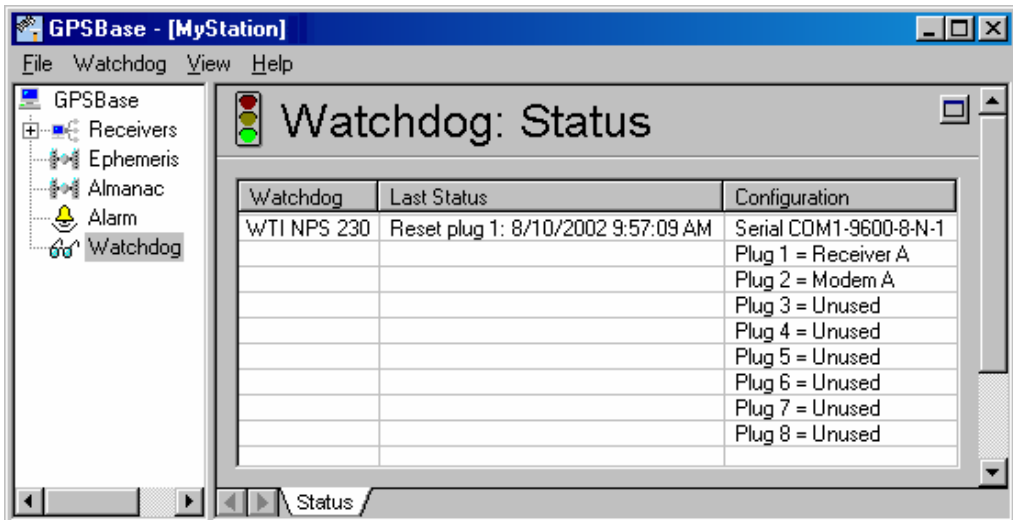 GPSBase - [MyStation]
File Watchdog View Help
GPSBase
Receivers
Ephemeris
Almanac
Alarm
Watchdog
Watchdog: Status
Watchdog Last Status Configuration
WTI NPS 230 Reset plug 1: 8/10/2002 9:57:09 AM Serial COM1-9600-8-N-1
Plug 1 = Receiver A
Plug 2 = Modem A
Plug 3 = Unused
Plug 4 = Unused
Plug 5 = Unused
Plug 6 = Unused
Plug 7 = Unused
Plug 8 = Unused
Status